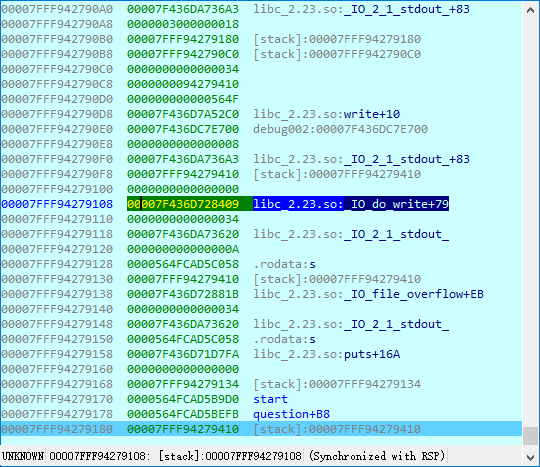 00007FFF942790A0 00007F436DA736A3 libc_2.23.so:_IO_2_1_stdout_+83
00007FFF942790A8 0000003000000018
00007FFF942790B0 00007FFF94279180 [stack]:00007FFF94279180
00007FFF942790B8 00007FFF942790C0 [stack]:00007FFF942790C0
00007FFF942790C0 0000000000000034
00007FFF942790C8 0000000094279410
00007FFF942790D0 000000000000564F
00007FFF942790D8 00007F436D7A52C0 libc_2.23.so:write+10
00007FFF942790E0 00007F436DC7E700 debug002:00007F436DC7E700
00007FFF942790E8 0000000000000008
00007FFF942790F0 00007F436DA736A3 libc_2.23.so:_IO_2_1_stdout_+83
00007FFF942790F8 00007FFF94279410 [stack]:00007FFF94279410
00007FFF94279100 0000000000000000
00007FFF94279108 00007F436D728409 libc_2.23.so:_IO_do_write+79
00007FFF94279110 0000000000000034
00007FFF94279118 00007F436DA73620 libc_2.23.so:_IO_2_1_stdout_
00007FFF94279120 000000000000000A
00007FFF94279128 0000564FCAD5C058 .rodata:s
00007FFF94279130 00007FFF94279410 [stack]:00007FFF94279410
00007FFF94279138 00007F436D72881B libc_2.23.so:_IO_file_overflow+EB
00007FFF94279140 0000000000000034
00007FFF94279148 00007F436DA73620 libc_2.23.so:_IO_2_1_stdout_
00007FFF94279150 0000564FCAD5C058 .rodata:s
00007FFF94279158 00007F436D71D7FA libc_2.23.so:puts+16A
00007FFF94279160 0000000000000000
00007FFF94279168 00007FFF94279134 [stack]:00007FFF94279134
00007FFF94279170 0000564FCAD5B9D0 start
00007FFF94279178 0000564FCAD5BEFB question+B8
00007FFF94279180 00007FFF94279410 [stack]:00007FFF94279410
UNKNOWN 00007FFF94279108: [stack]:00007FFF94279108 (Synchronized with RSP)